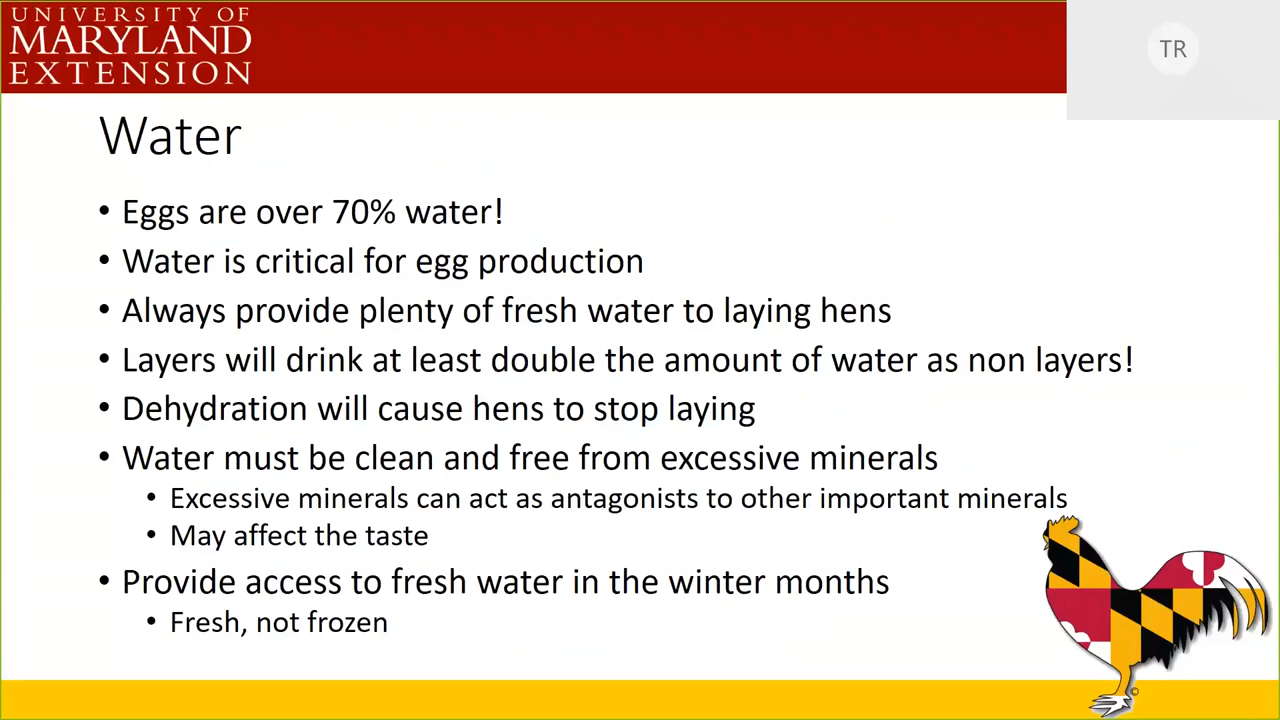 UNIVERSITY OF
MARYLAND
EXTENSION
TR
Water
• Eggs are over 70% water!
• Water is critical for egg production
• Always provide plenty of fresh water to laying hens
• Layers will drink at least double the amount of water as non layers!
• Dehydration will cause hens to stop laying
• Water must be clean and free from excessive minerals
• Excessive minerals can act as antagonists to other important minerals
• May affect the taste
• Provide access to fresh water in the winter months
• Fresh, not frozen
©